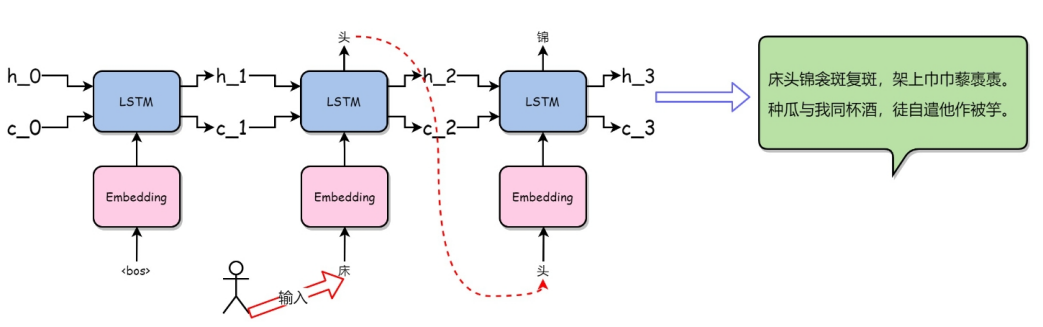 头
锦
h_0
h_1
h_2
h_3
LSTM
LSTM
LSTM
c_0
c_1
c_2
c_3
Embedding
Embedding
Embedding
<bos>
床
头
输入
床头锦衾斑复斑，架上巾巾藜裹裹。
种瓜与我同杯酒，徒自遣他作被竽。